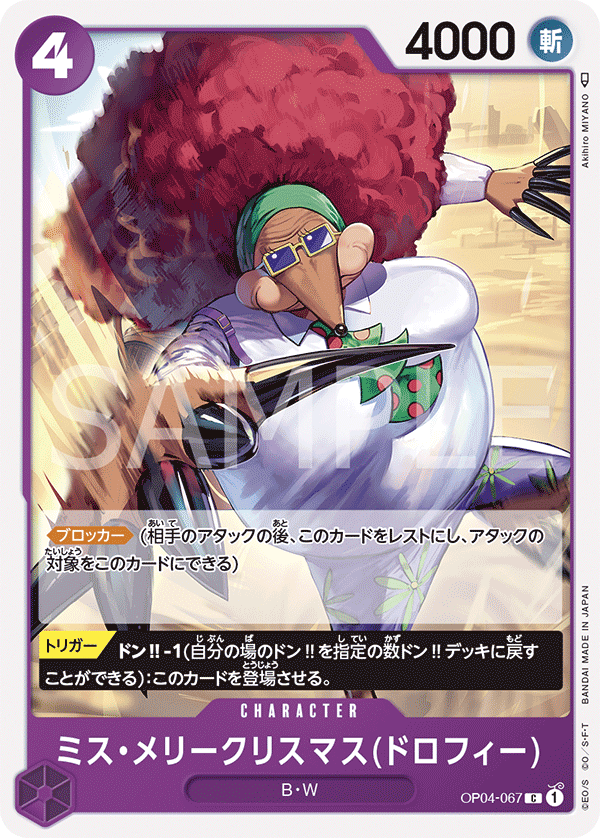 4
4000
斬
Akihiro MIYANO
SAMPLE
ブロッカー (相手のアタックの後、このカードをレストにし、アタックの
対象をこのカードにできる)
トリガー ドン!!-1(自分の場のドン!!を指定の数ドン!!デッキに戻す
ことができる):このカードを登場させる。
CHARACTER
ミス・メリークリスマス(ドロフィー)
B・W
OP04-067 C 1
©E.O/S ©O/S・F・T BANDAI MADE IN JAPAN